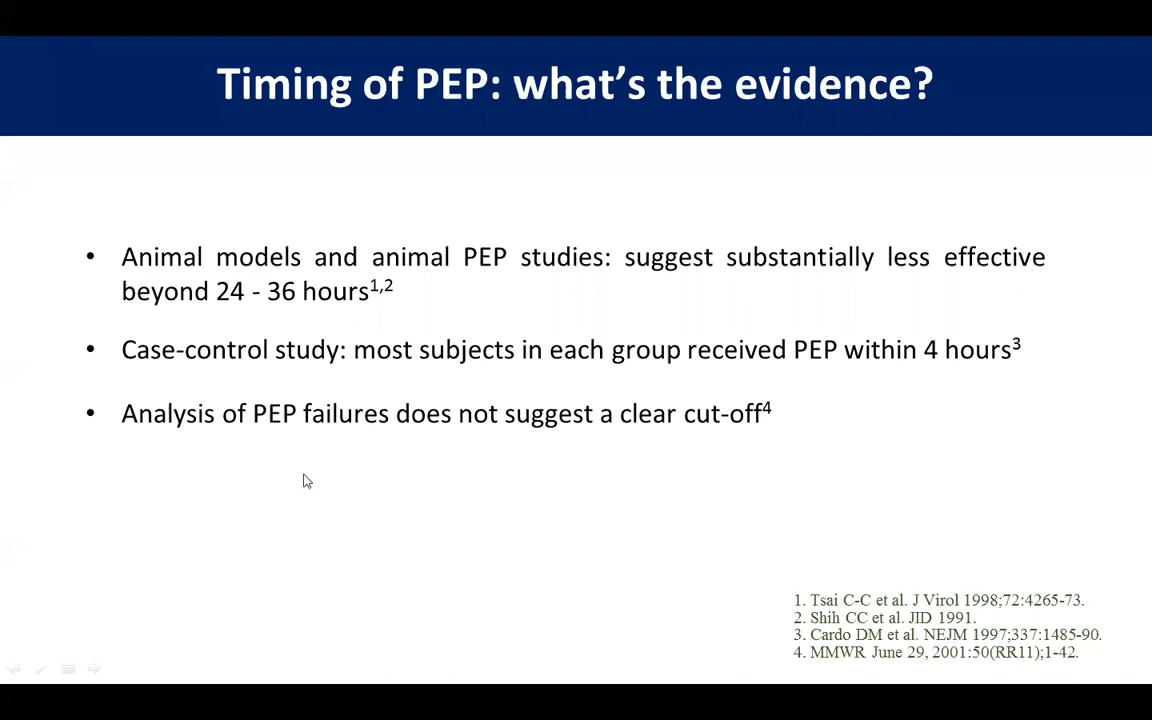 Timing of PEP: what's the evidence?
• Animal models and animal PEP studies: suggest substantially less effective
beyond 24 - 36 hours1,2
• Case-control study: most subjects in each group received PEP within 4 hours3
• Analysis of PEP failures does not suggest a clear cut-off4
1. Tsai C-C et al. J Virol 1998;72:4265-73.
2. Shih CC et al. JID 1991.
3. Cardo DM et al. NEJM 1997;337:1485-90.
4. MMWR June 29, 2001:50(RR11);1-42.